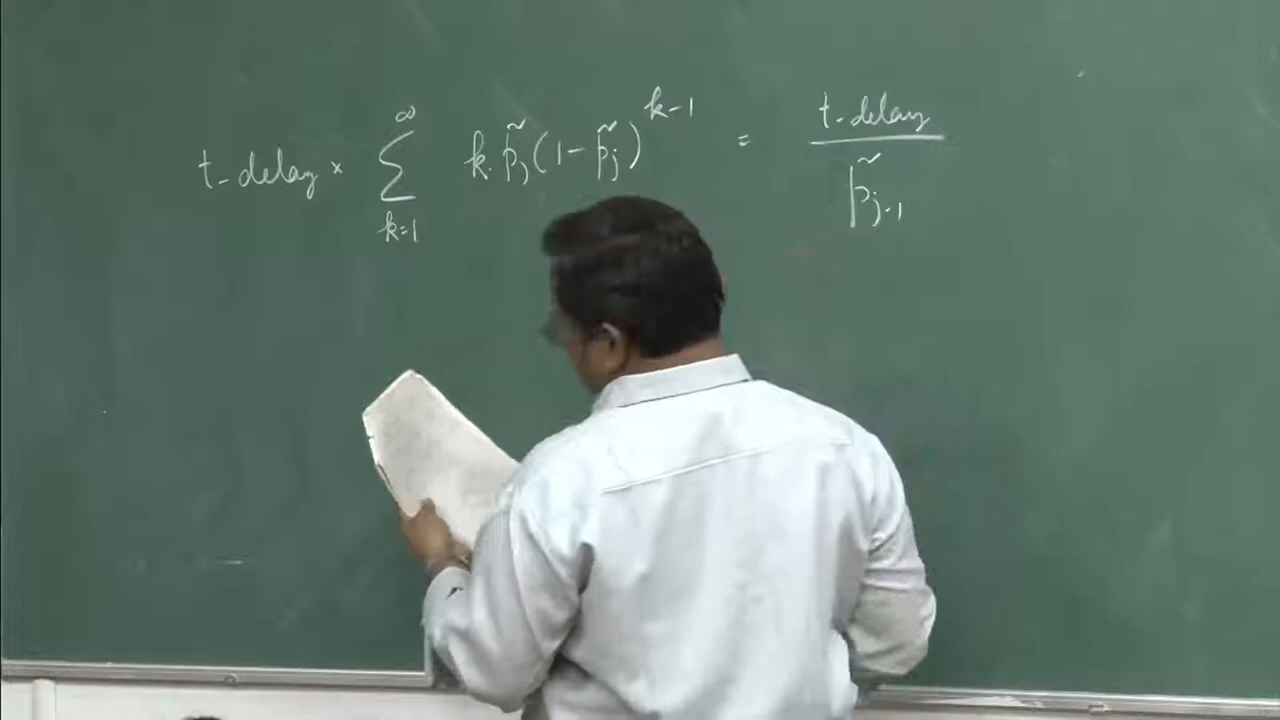 t-delay × ∞ ∑ k=1 k. p̃j (1 - p̃j)^k-1 = t-delay / p̃j-1